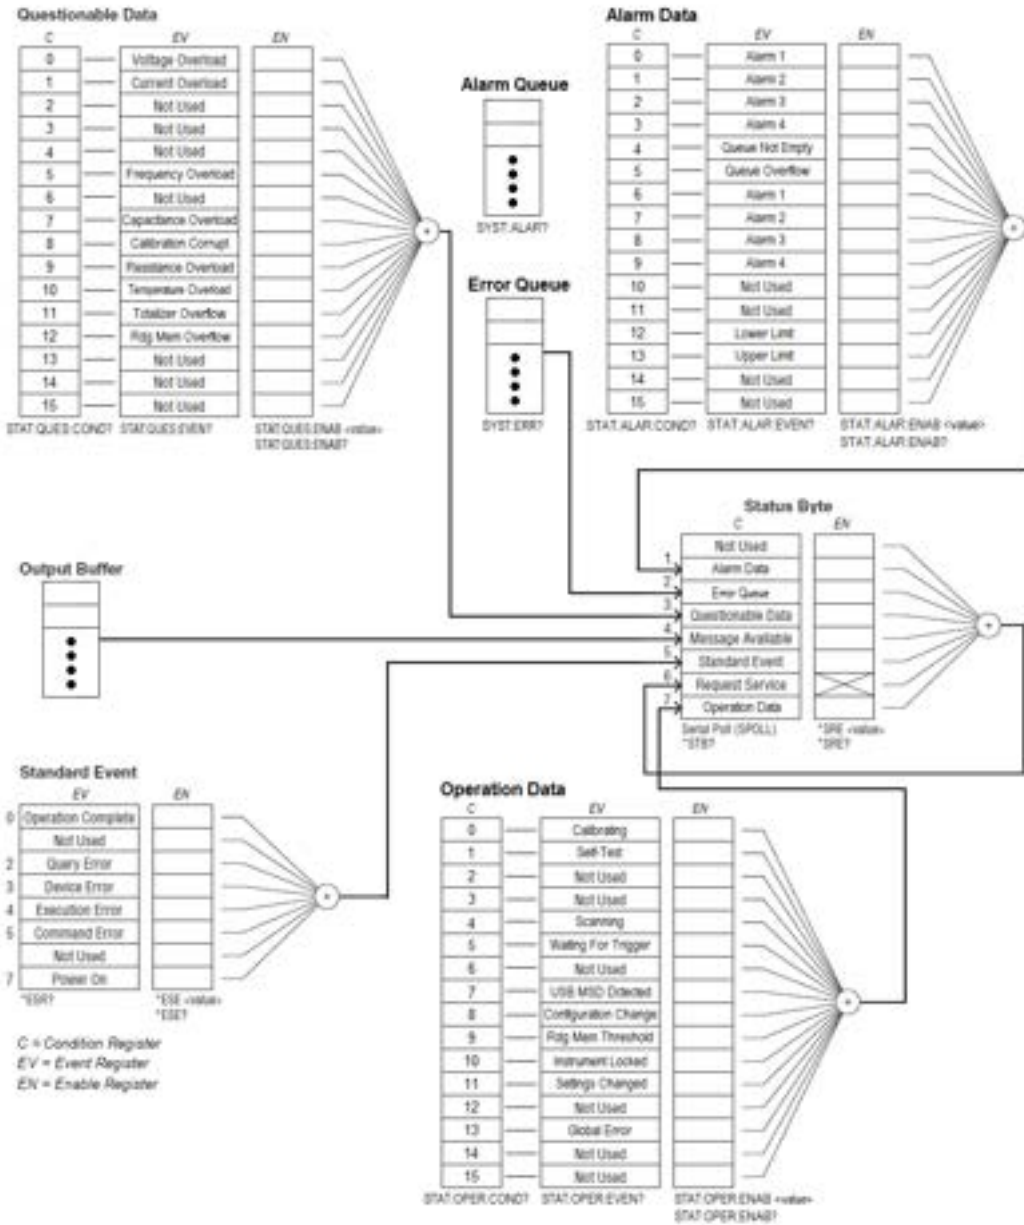 Questionable Data
C EV EN
0 Voltage Overload
1 Current Overload
2 Not Used
3 Not Used
4 Not Used
5 Frequency Overload
6 Not Used
7 Capacitance Overload
8 Calibration Corrupt
9 Resistance Overload
10 Temperature Overload
11 Totalizer Overflow
12 Rdg Mem Overflow
13 Not Used
14 Not Used
15 Not Used
STAT:QUES:COND? STAT:QUES:EVEN? STAT:QUES:ENAB <value>
STAT:QUES:ENAB?
Alarm Queue
SYST:ALAR?
Error Queue
SYST:ERR?
Alarm Data
C EV EN
0 Alarm 1
1 Alarm 2
2 Alarm 3
3 Alarm 4
4 Queue Not Empty
5 Queue Overflow
6 Alarm 1
7 Alarm 2
8 Alarm 3
9 Alarm 4
10 Not Used
11 Not Used
12 Lower Limit
13 Upper Limit
14 Not Used
15 Not Used
STAT:ALAR:COND? STAT:ALAR:EVEN? STAT:ALAR:ENAB <value>
STAT:ALAR:ENAB?
Output Buffer
Status Byte
C EN
Not Used
1 Alarm Data
2 Error Queue
3 Questionable Data
4 Message Available
5 Standard Event
6 Request Service
7 Operation Data
Serial Poll (SPOLL)
*STB?
*SRE <value>
*SRE?
Standard Event
EV EN
0 Operation Complete
Not Used
2 Query Error
3 Device Error
4 Execution Error
5 Command Error
Not Used
7 Power On
*ESR?
*ESE <value>
*ESE?
C = Condition Register
EV = Event Register
EN = Enable Register
Operation Data
C EV EN
0 Calibrating
1 Self-Test
2 Not Used
3 Not Used
4 Scanning
5 Waiting For Trigger
6 Not Used
7 USB MSD Detected
8 Configuration Change
9 Rdg Mem Threshold
10 Instrument Locked
11 Settings Changed
12 Not Used
13 Global Error
14 Not Used
15 Not Used
STAT:OPER:COND? STAT:OPER:EVEN? STAT:OPER:ENAB <value>
STAT:OPER:ENAB?